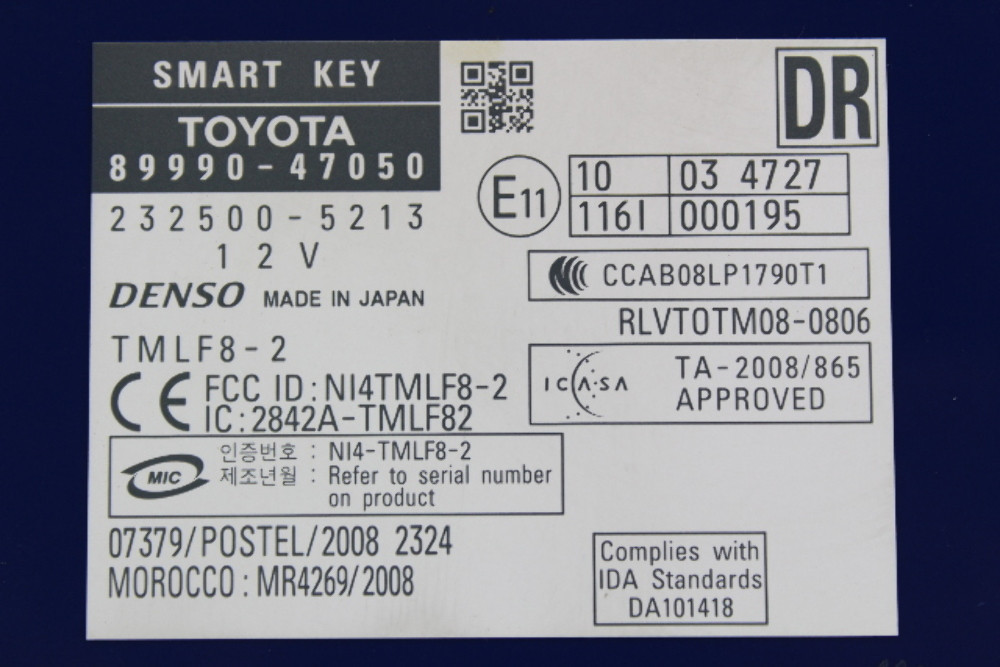 SMART KEY
TOYOTA
89990-47050
232500-5213
12V
DENSO MADE IN JAPAN
TMLF8-2
CE FCC ID:NI4TMLF8-2
IC:2842A-TMLF82
MIC
인증번호 : NI4-TMLF8-2
제조년월 : Refer to serial number
on product
07379/POSTEL/2008 2324
MOROCCO:MR4269/2008
DR
E11
10 03 4727
116I 000195
CCAB08LP1790T1
RLVTOTM08-0806
ICASA
TA-2008/865
APPROVED
Complies with
IDA Standards
DA101418